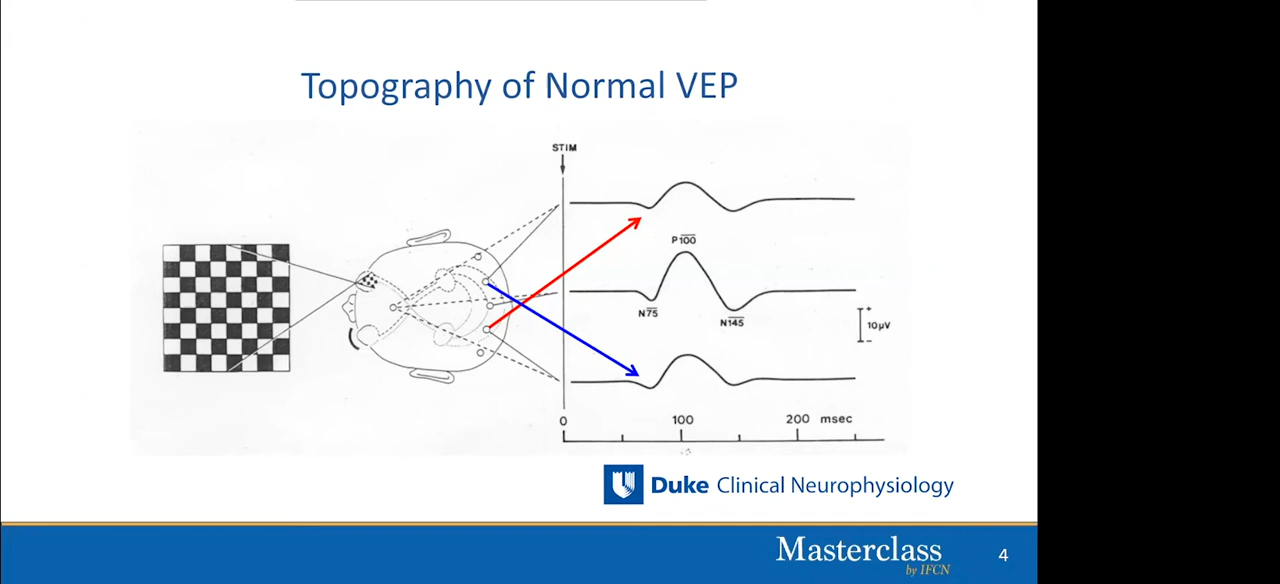 Topography of Normal VEP
STIM
P100
N75
N145
+
10μV
-
0
100
200 msec
Duke Clinical Neurophysiology
Masterclass
by IFCN
4